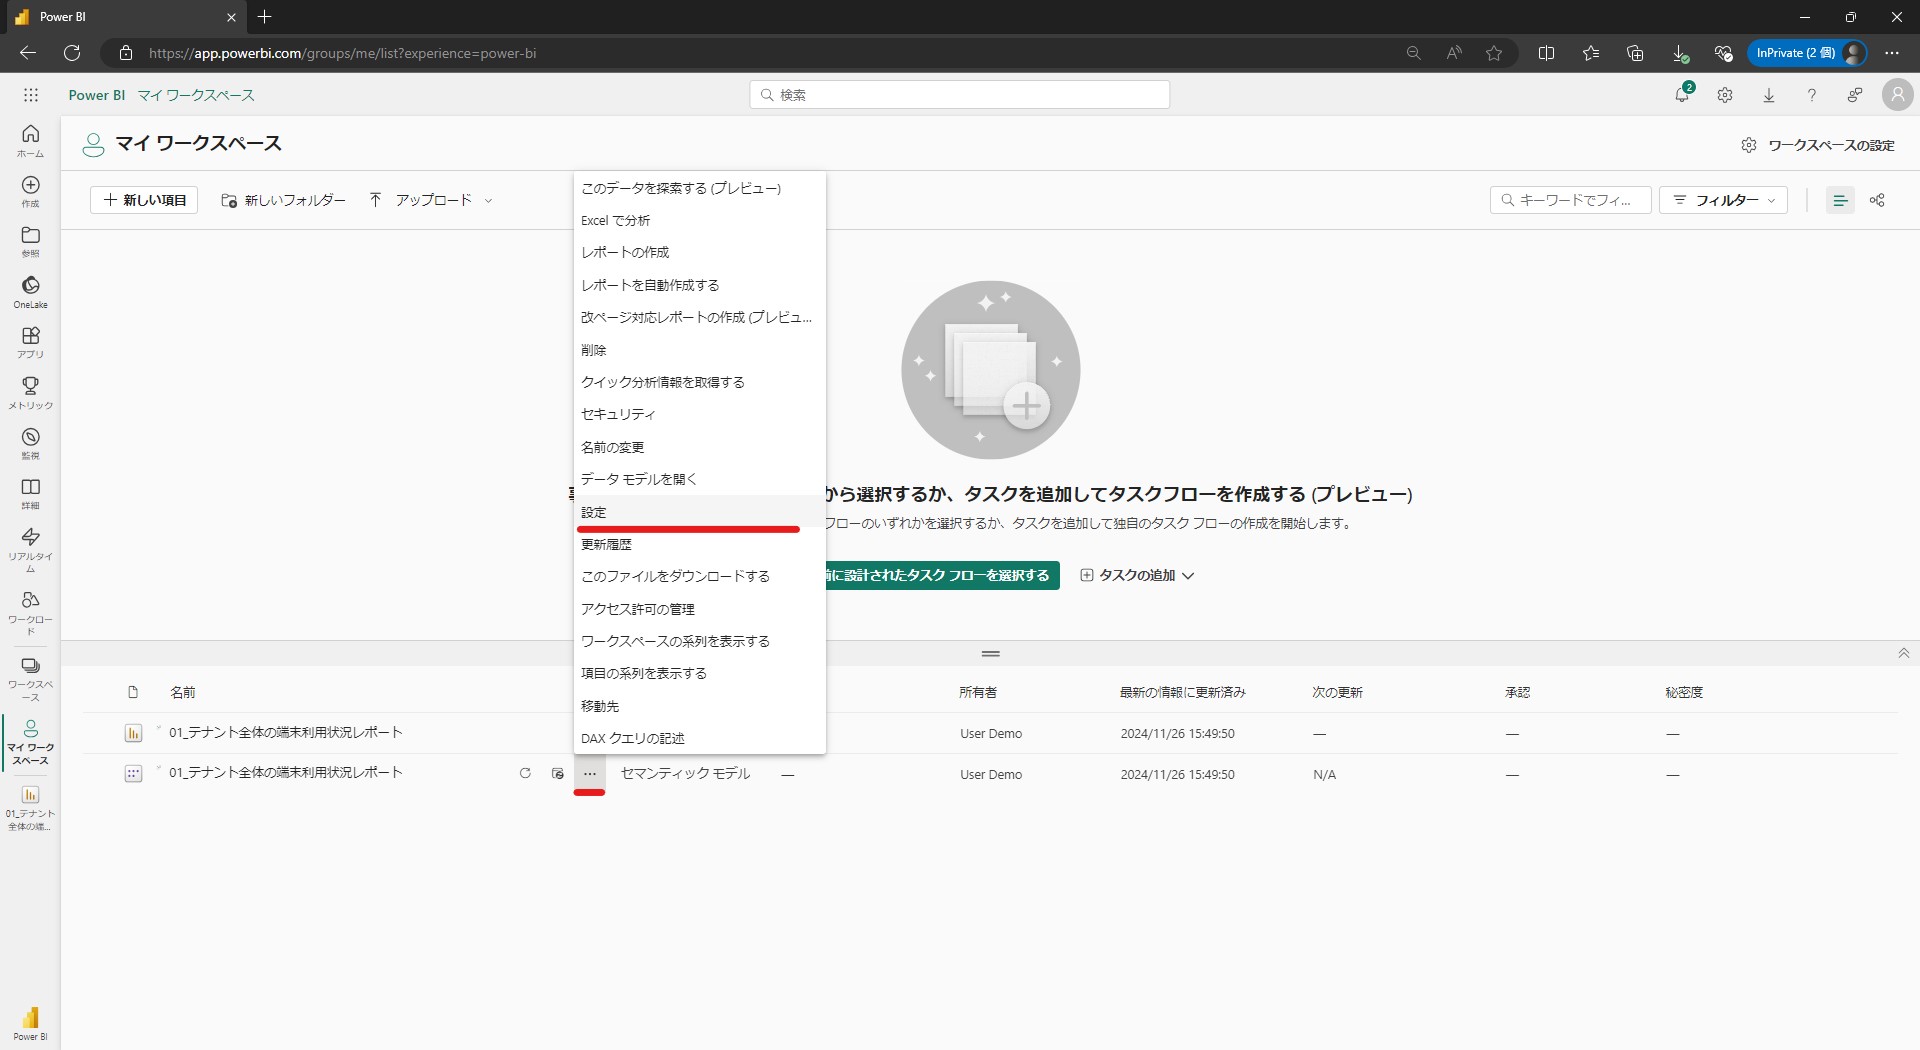 Power BI
https://app.powerbi.com/groups/me/list?experience=power-bi
InPrivate (2 個)
Power BI マイ ワークスペース
検索
2
ホーム
作成
参照
OneLake
アプリ
メトリック
監視
詳細
リアルタイ
ム
ワークロー
ド
ワークスペ
ース
マイ ワーク
スペース
01_テナント
全体の端...
Power BI
マイ ワークスペース
ワークスペースの設定
新しい項目
新しいフォルダー
アップロード
キーワードでフィ...
フィルター
このデータを探索する (プレビュー)
Excel で分析
レポートの作成
レポートを自動作成する
改ページ対応レポートの作成 (プレビュ...
削除
クイック分析情報を取得する
セキュリティ
名前の変更
データ モデルを開く
設定
更新履歴
このファイルをダウンロードする
アクセス許可の管理
ワークスペースの系列を表示する
項目の系列を表示する
移動先
DAX クエリの記述
から選択するか、タスクを追加してタスクフローを作成する (プレビュー)
フローのいずれかを選択するか、タスクを追加して独自のタスク フローの作成を開始します。
前に設計されたタスク フローを選択する
タスクの追加
名前 所有者 最新の情報に更新済み 次の更新 承認 秘密度
01_テナント全体の端末利用状況レポート User Demo 2024/11/26 15:49:50 — — —
01_テナント全体の端末利用状況レポート セマンティック モデル — User Demo 2024/11/26 15:49:50 N/A — —